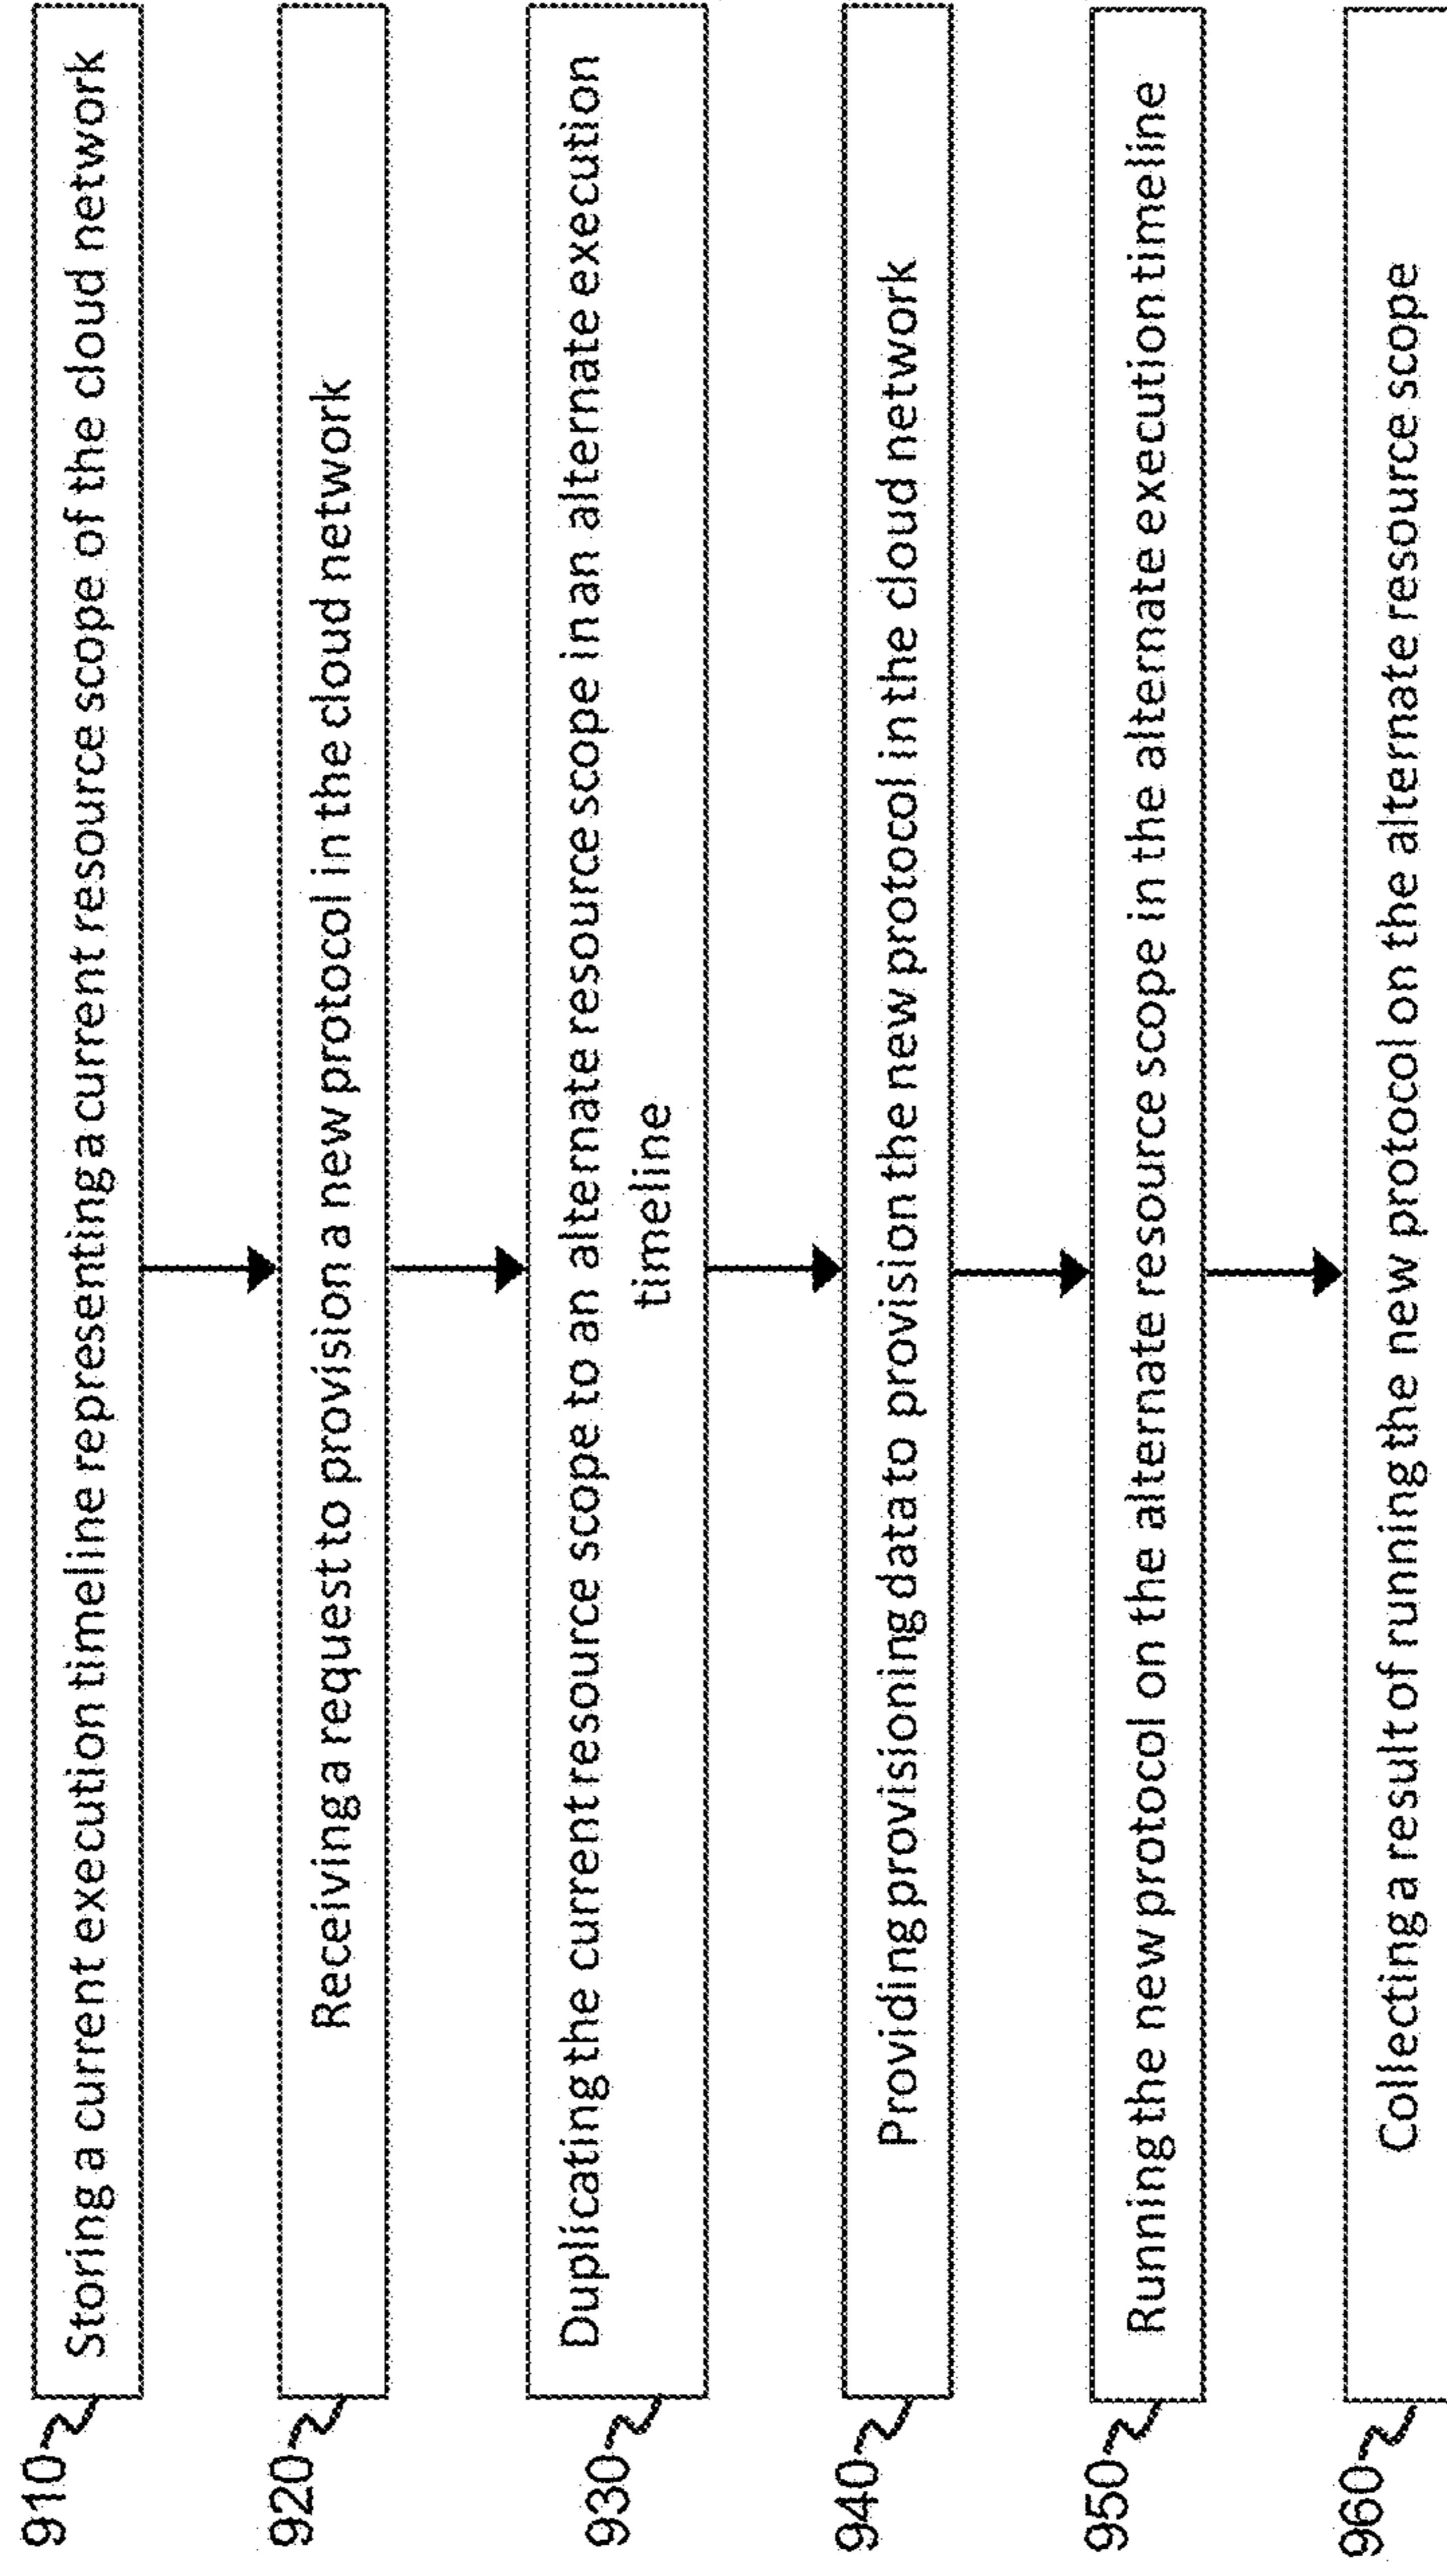 910
Storing a current execution timeline representing a current resource scope of the cloud network
920
Receiving a request to provision a new protocol in the cloud network
930
Duplicating the current resource scope to an alternate resource scope in an alternate execution
timeline
940
Providing provisioning data to provision the new protocol in the cloud network
950
Running the new protocol on the alternate resource scope in the alternate execution timeline
960
Collecting a result of running the new protocol on the alternate resource scope